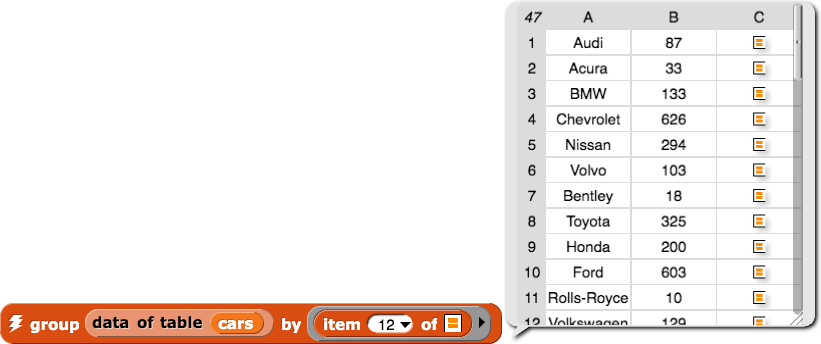 47 A B C
1 Audi 87
2 Acura 33
3 BMW 133
4 Chevrolet 626
5 Nissan 294
6 Volvo 103
7 Bentley 18
8 Toyota 325
9 Honda 200
10 Ford 603
11 Rolls-Royce 10
12 Volkswagen 129
group data of table cars by item 12 of